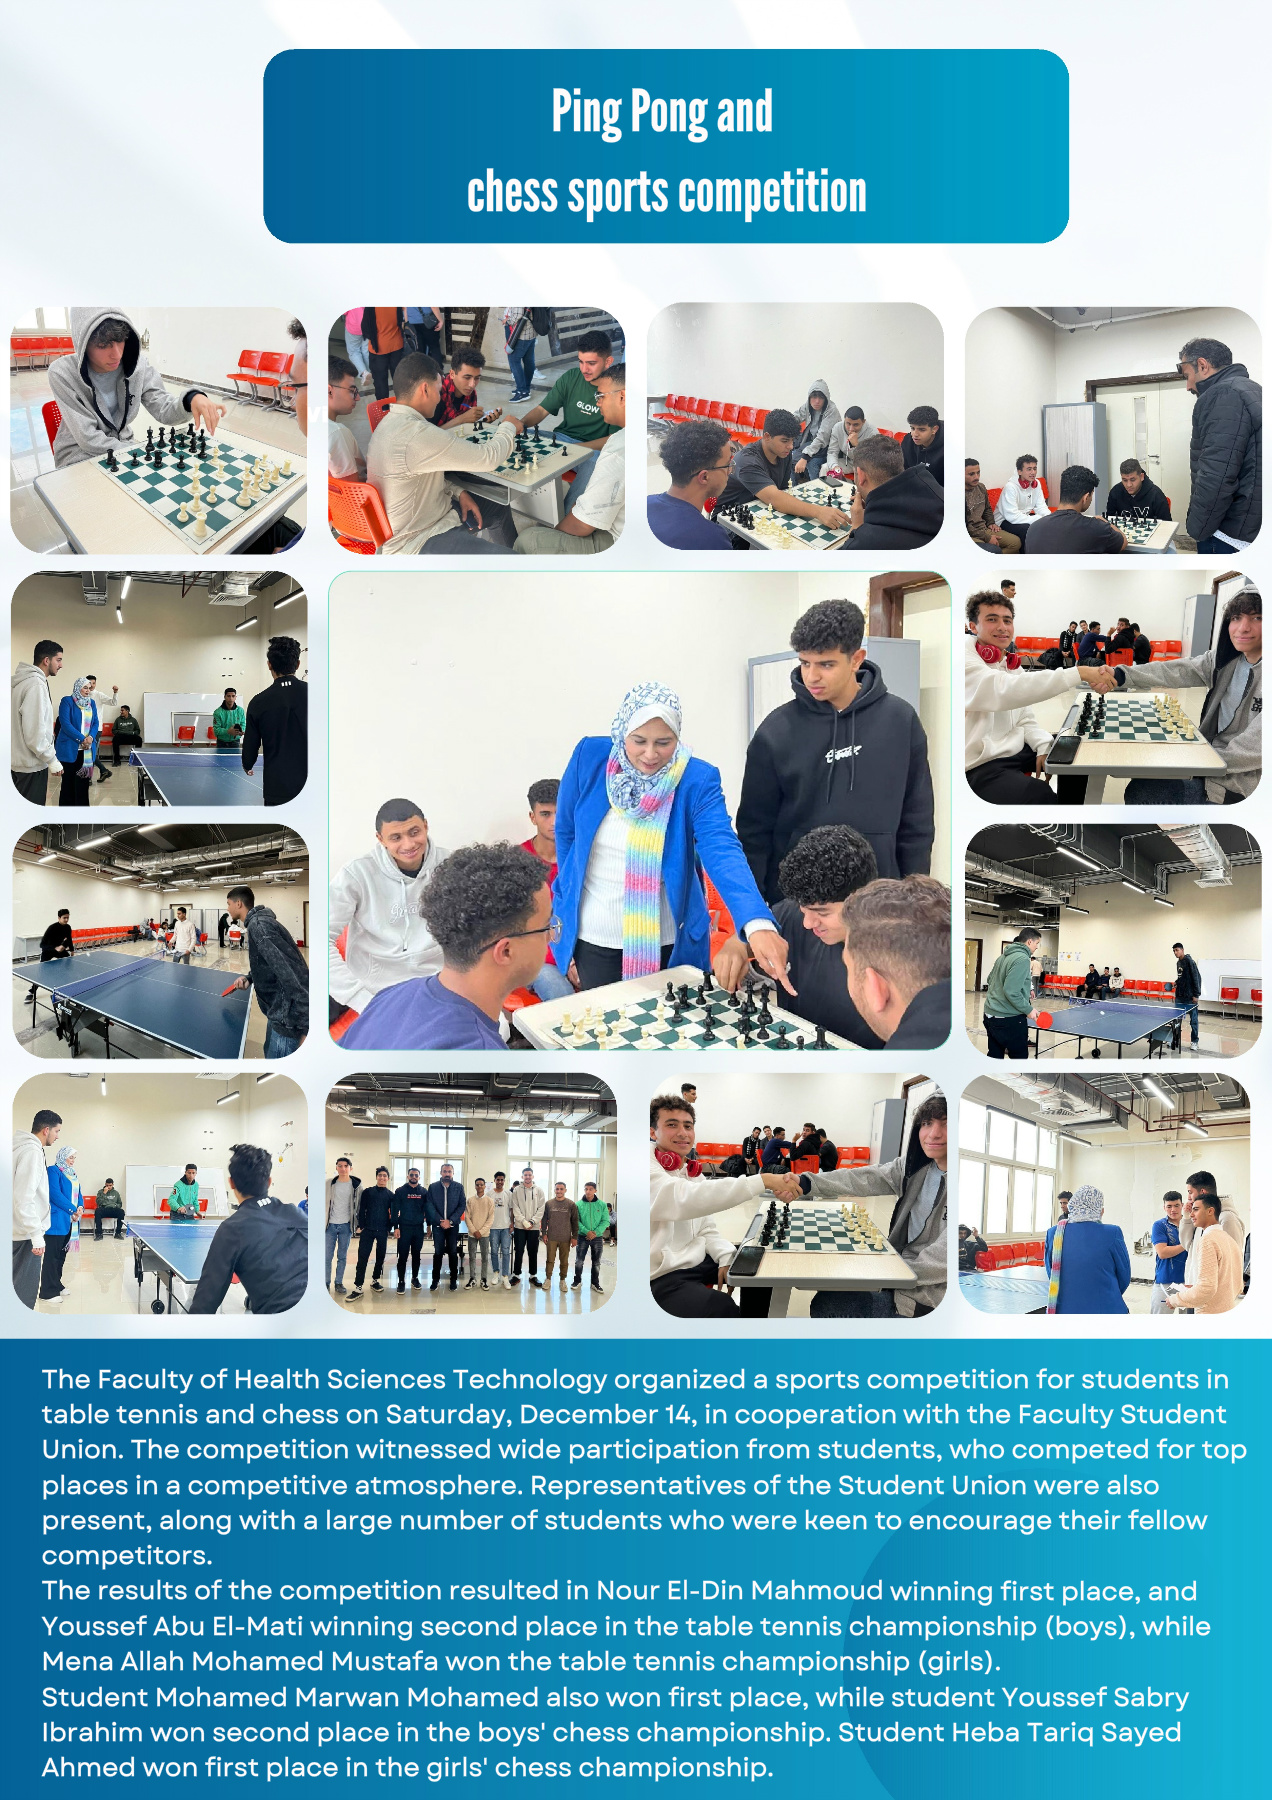 Ping Pong and
chess sports competition
GLOW
The Faculty of Health Sciences Technology organized a sports competition for students in
table tennis and chess on Saturday, December 14, in cooperation with the Faculty Student
Union. The competition witnessed wide participation from students, who competed for top
places in a competitive atmosphere. Representatives of the Student Union were also
present, along with a large number of students who were keen to encourage their fellow
competitors.
The results of the competition resulted in Nour El-Din Mahmoud winning first place, and
Youssef Abu El-Mati winning second place in the table tennis championship (boys), while
Mena Allah Mohamed Mustafa won the table tennis championship (girls).
Student Mohamed Marwan Mohamed also won first place, while student Youssef Sabry
Ibrahim won second place in the boys' chess championship. Student Heba Tariq Sayed
Ahmed won first place in the girls' chess championship.